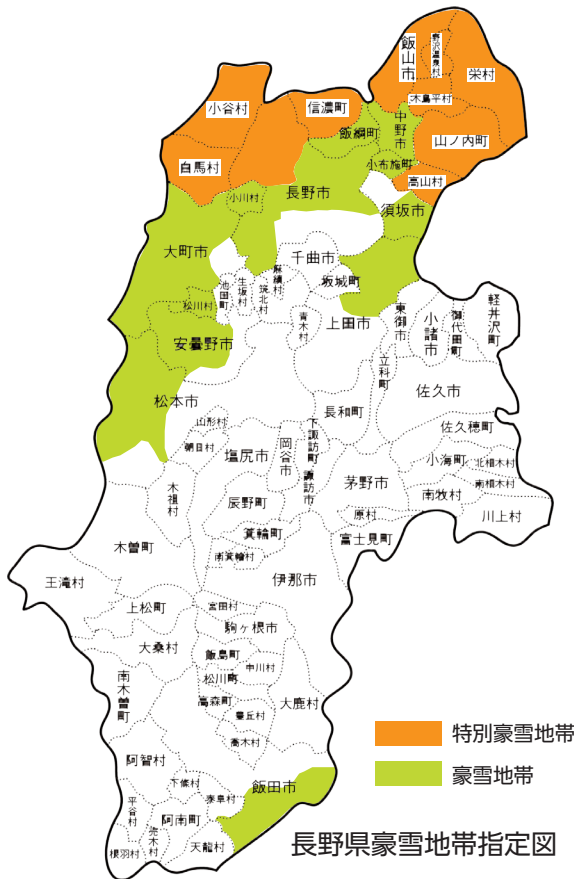 飯山市
野沢温泉村
栄村
小谷村
信濃町
木島平村
中野市
飯綱町
山ノ内町
白馬村
小布施町
高山村
小川村
長野市
須坂市
大町市
千曲市
麻績村
坂城町
池田町
生坂村
筑北村
松川村
青木村
上田市
東御市
小諸市
御代田町
軽井沢町
安曇野市
立科町
佐久市
松本市
長和町
山形村
下諏訪町
佐久穂町
朝日村
塩尻市
岡谷市
小海町
北相木村
諏訪市
茅野市
南相木村
木祖村
辰野町
南牧村
原村
川上村
箕輪町
富士見町
木曽町
南箕輪村
伊那市
王滝村
上松町
宮田村
駒ヶ根市
大桑村
飯島町
中川村
松川町
南木曽町
高森町
大鹿村
豊丘村
喬木村
特別豪雪地帯
阿智村
豪雪地帯
下條村
飯田市
泰阜村
平谷村
阿南町
売木村
天龍村
根羽村
長野県豪雪地帯指定図